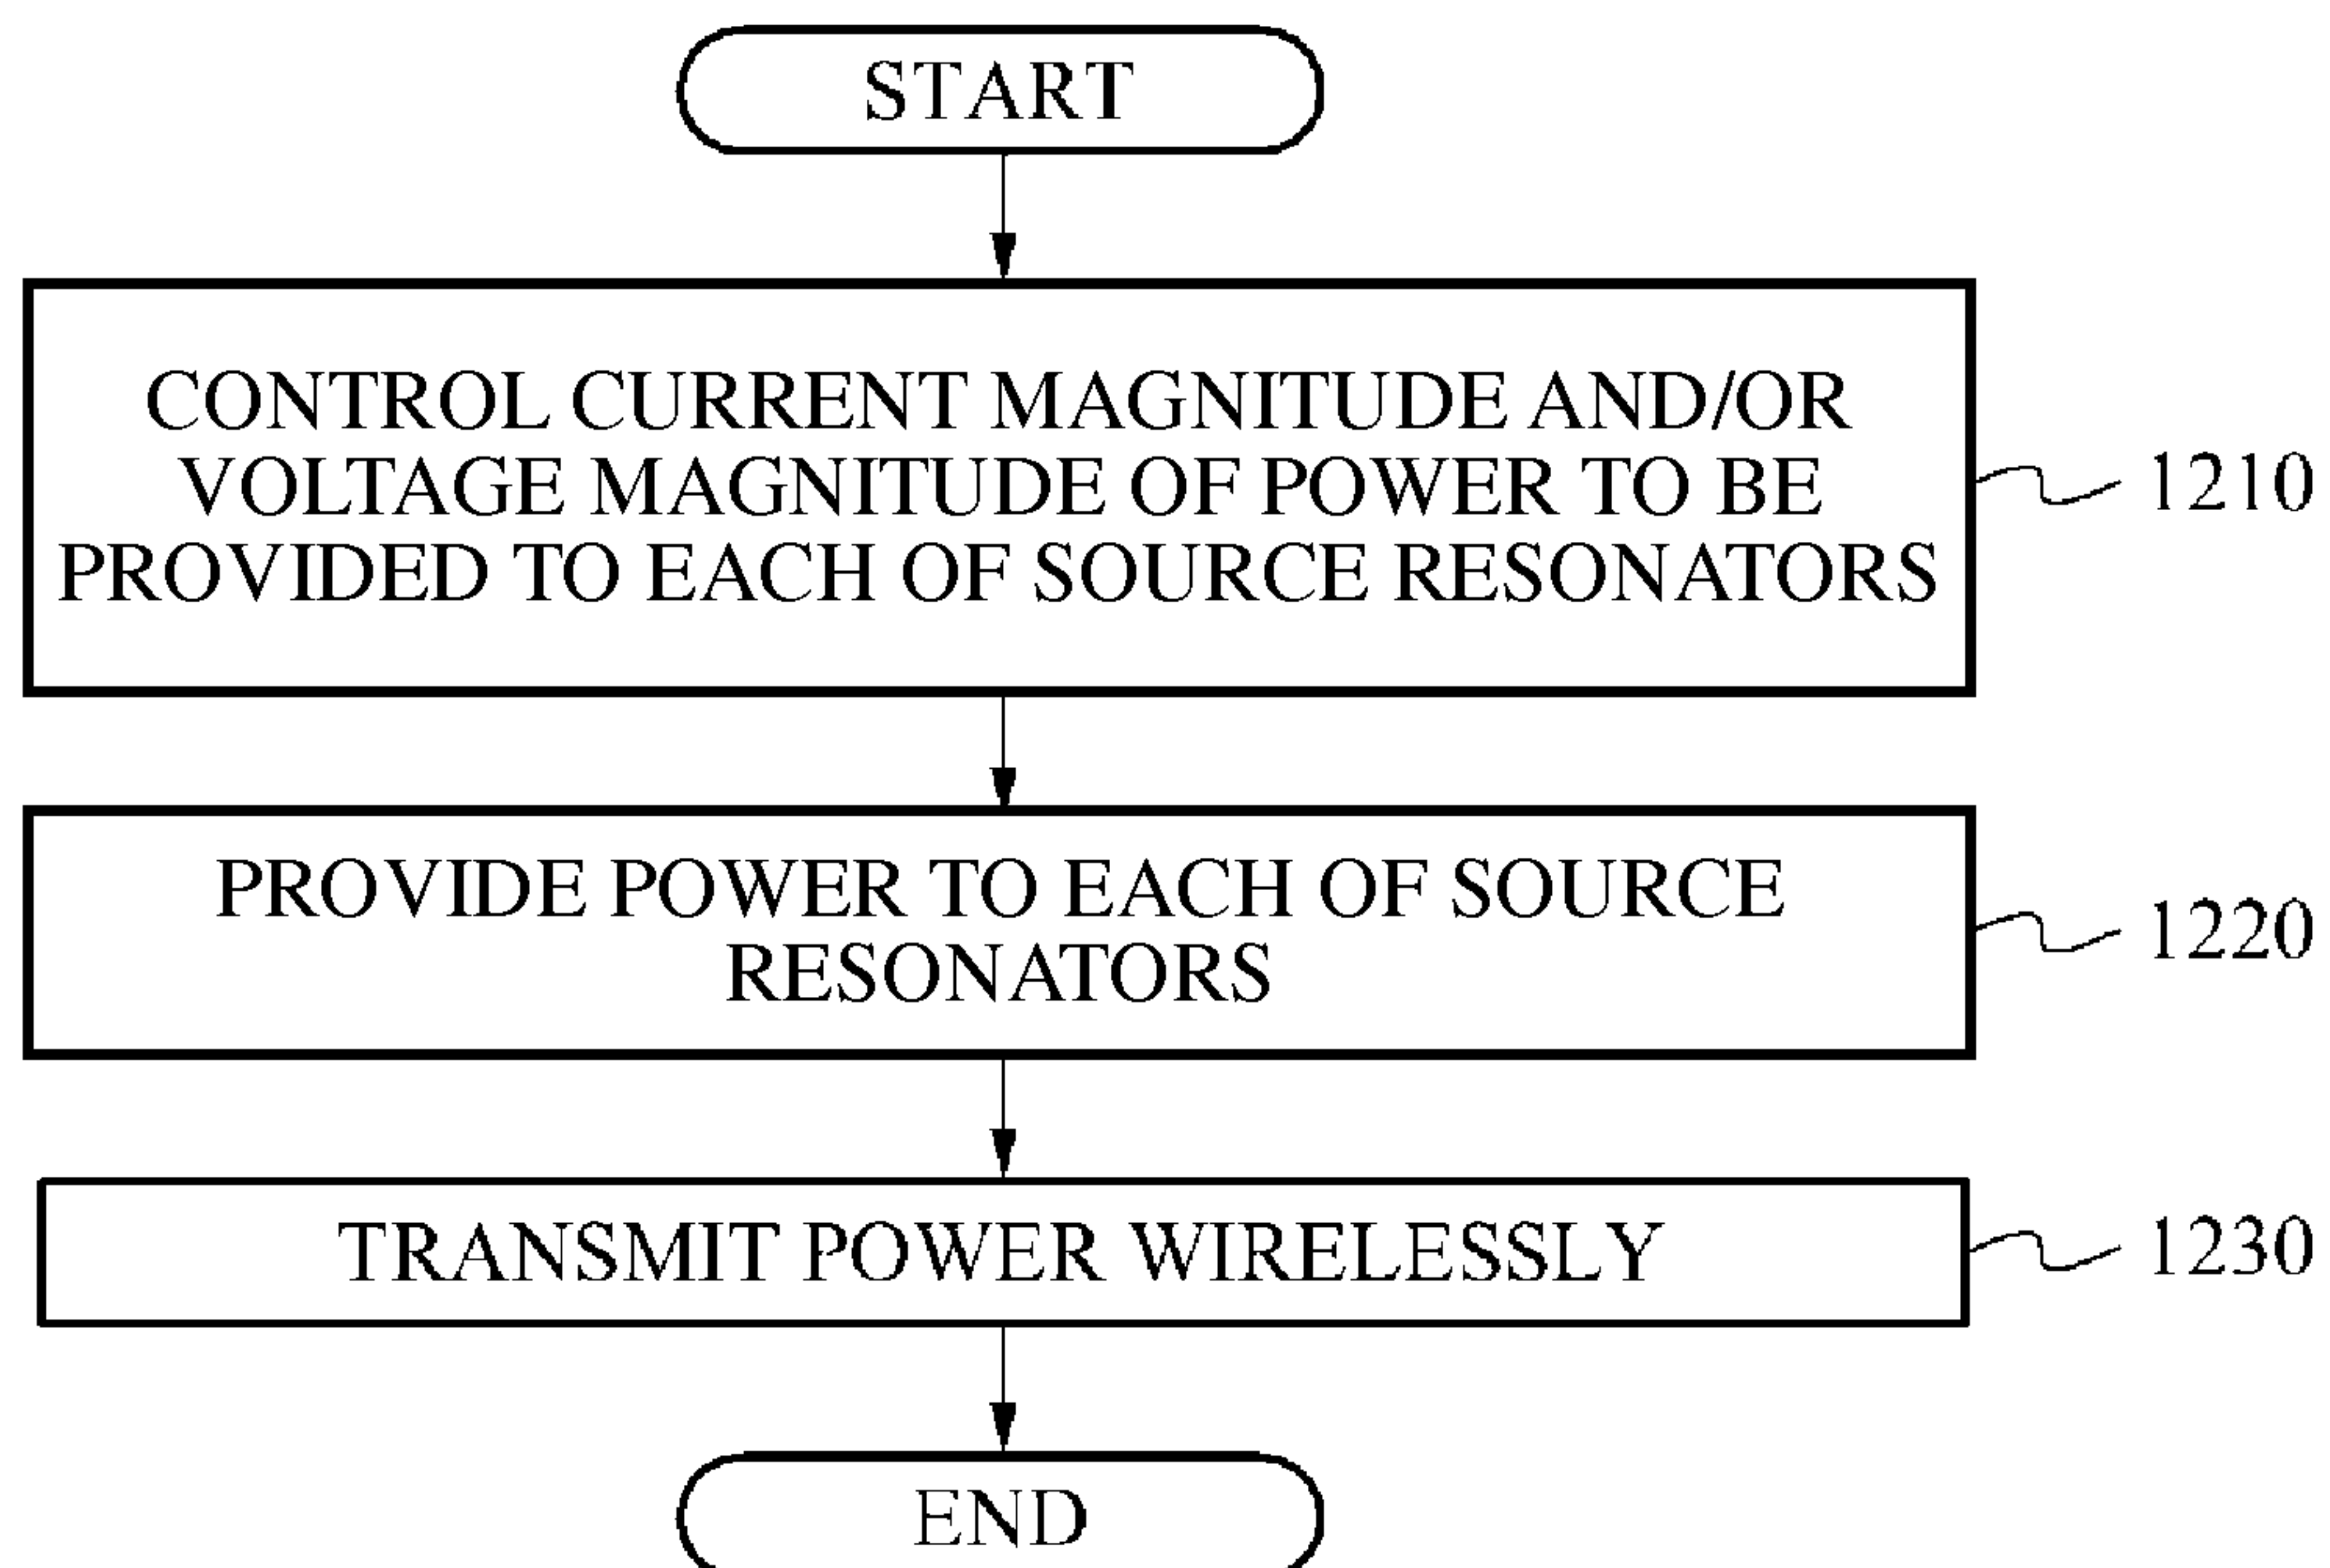 START
CONTROL CURRENT MAGNITUDE AND/OR
VOLTAGE MAGNITUDE OF POWER TO BE
PROVIDED TO EACH OF SOURCE RESONATORS
1210
PROVIDE POWER TO EACH OF SOURCE
RESONATORS
1220
TRANSMIT POWER WIRELESSLY
1230
END